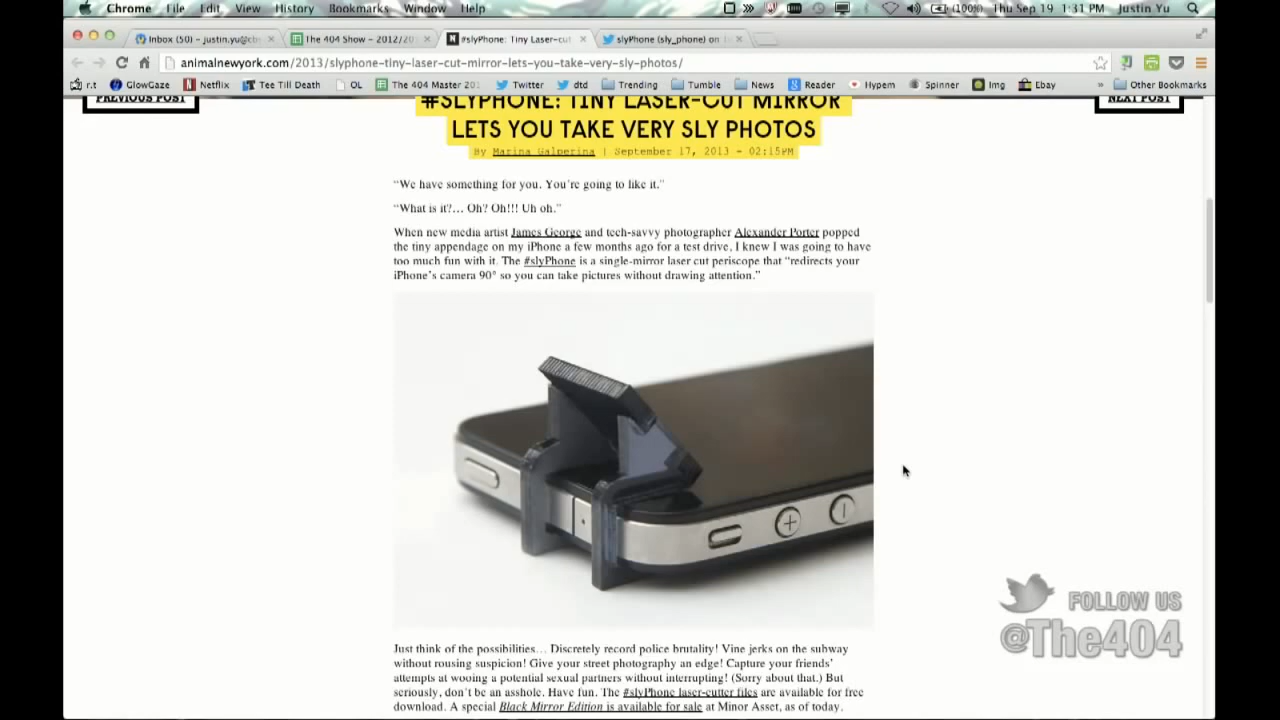 Chrome File Edit View History Bookmarks Window Help (100%) Thu Sep 19 1:31 PM Justin Yu
Inbox (50) - justin.yu@cb The 404 Show - 2012/20 #slyPhone: Tiny Laser-cut slyPhone (sly_phone) on
animalnewyork.com/2013/slyphone-tiny-laser-cut-mirror-lets-you-take-very-sly-photos/
r.t GlowGaze Netflix Tee Till Death OL The 404 Master 201 Twitter dtd Trending Tumble News Reader Hypem Spinner Img Ebay » Other Bookmarks
PREVIOUS POST
NEXT POST
#SLYPHONE: TINY LASER-CUT MIRROR
LETS YOU TAKE VERY SLY PHOTOS
By Marina Galperina | September 17, 2013 - 02:15PM
“We have something for you. You’re going to like it.”
“What is it?… Oh? Oh!!! Uh oh.”
When new media artist James George and tech-savvy photographer Alexander Porter popped
the tiny appendage on my iPhone a few months ago for a test drive, I knew I was going to have
too much fun with it. The #slyPhone is a single-mirror laser cut periscope that “redirects your
iPhone’s camera 90° so you can take pictures without drawing attention.”
Just think of the possibilities… Discretely record police brutality! Vine jerks on the subway
without rousing suspicion! Give your street photography an edge! Capture your friends’
attempts at wooing a potential sexual partners without interrupting! (Sorry about that.) But
seriously, don’t be an asshole. Have fun. The #slyPhone laser-cutter files are available for free
download. A special Black Mirror Edition is available for sale at Minor Asset, as of today.
FOLLOW US
@The404